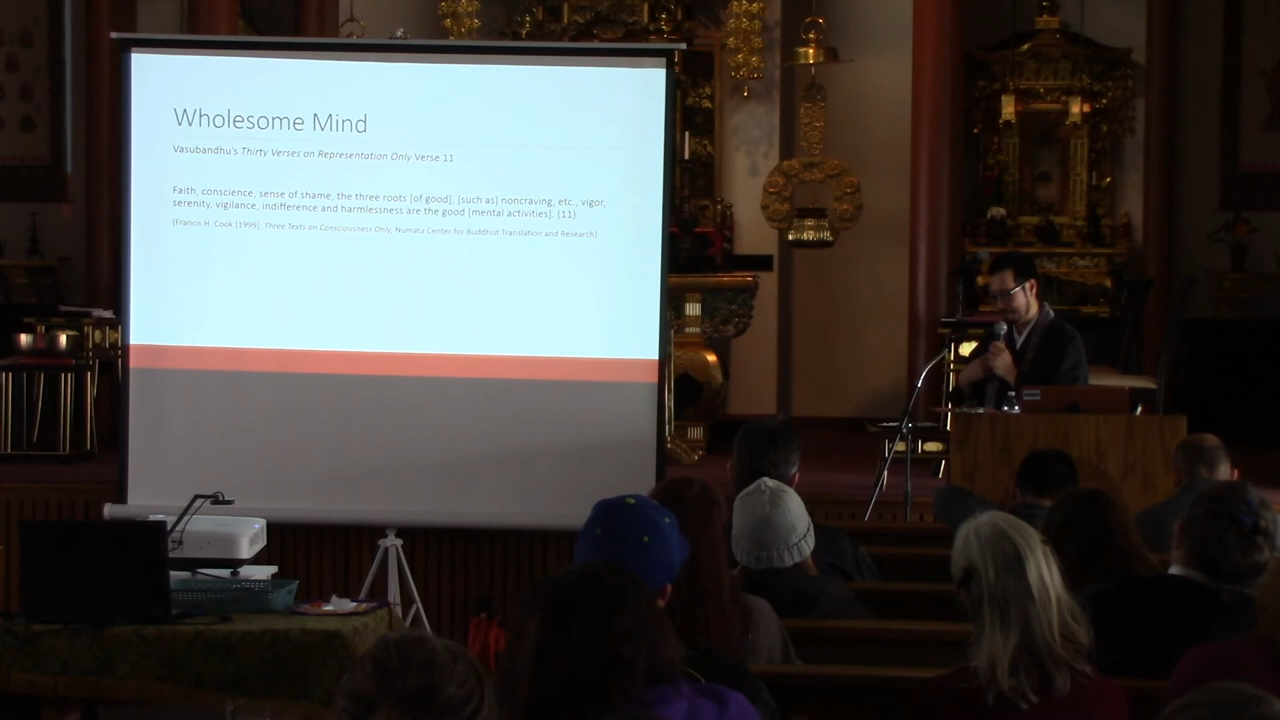 Wholesome Mind
Vasubandhu's Thirty Verses on Representation Only Verse 11
Faith, conscience, sense of shame, the three roots [of good], [such as] noncraving, etc., vigor,
serenity, vigilance, indifference and harmlessness are the good [mental activities]. (11)
(Francis H. Cook [1999]: Three Texts on Consciousness Only, Numata Center for Buddhist Translation and Research)